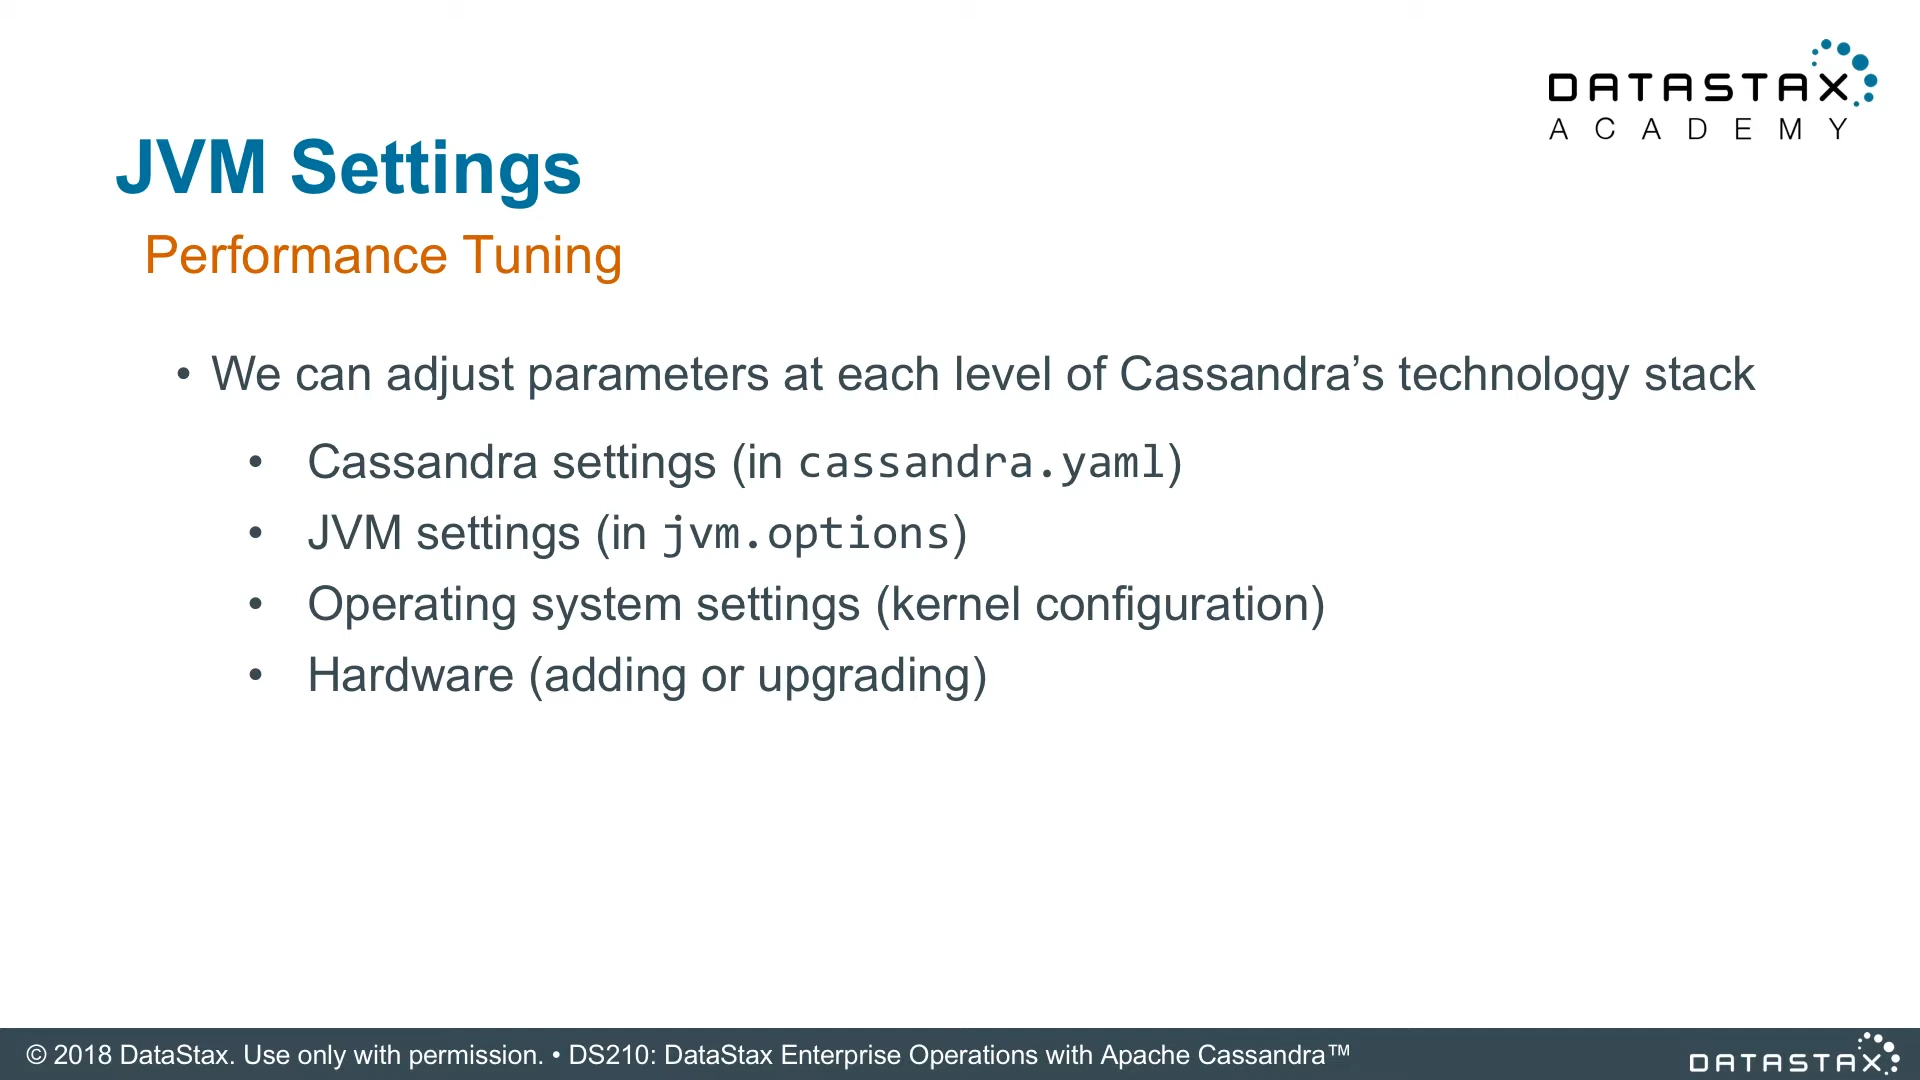 DATASTAX
ACADEMY
JVM Settings
Performance Tuning
• We can adjust parameters at each level of Cassandra’s technology stack
• Cassandra settings (in cassandra.yaml)
• JVM settings (in jvm.options)
• Operating system settings (kernel configuration)
• Hardware (adding or upgrading)
© 2018 DataStax. Use only with permission. • DS210: DataStax Enterprise Operations with Apache Cassandra™
DATASTAX